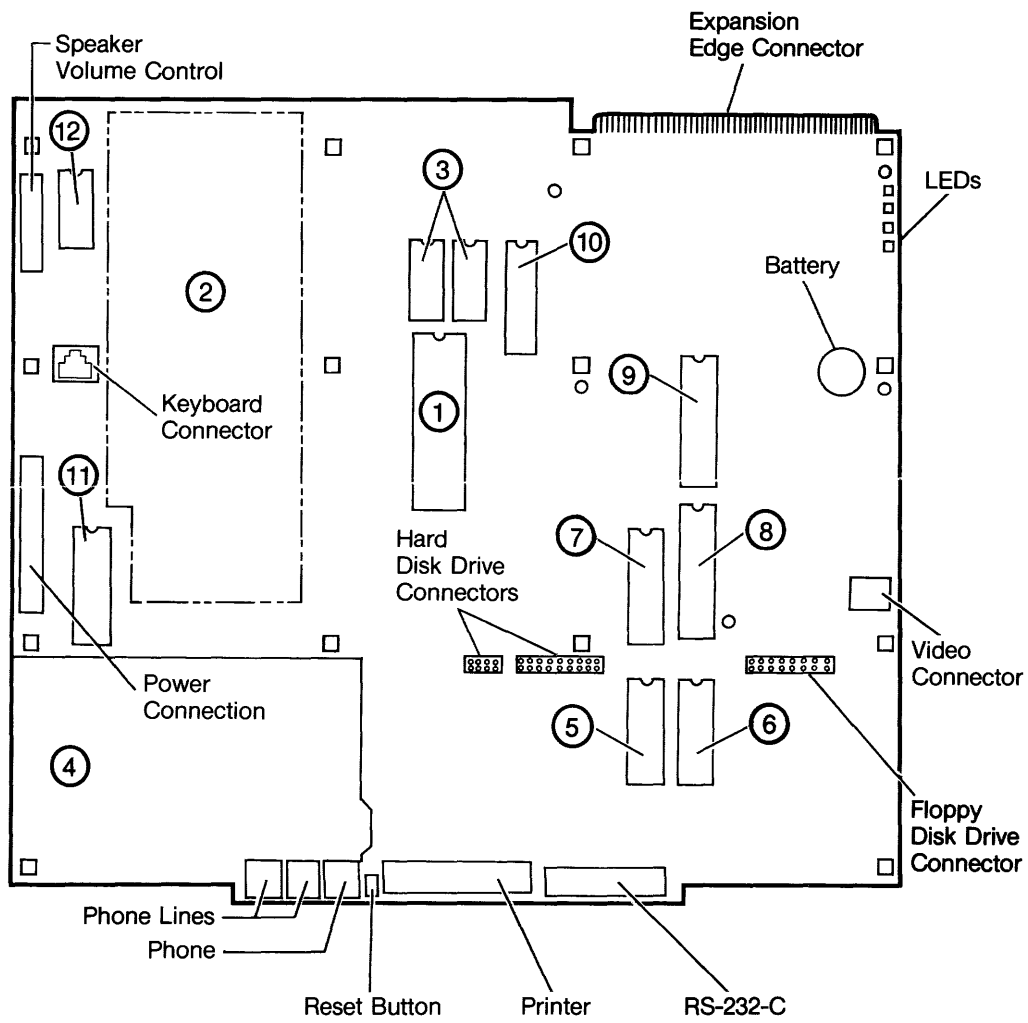 Expansion
Edge Connector
Speaker
Volume Control
12
3
LEDs
10
Battery
2
9
Keyboard
Connector
1
11
Hard
Disk Drive
Connectors
7
8
Video
Connector
Power
Connection
5
6
4
Floppy
Disk Drive
Connector
Phone Lines
Phone
Reset Button
Printer
RS-232-C